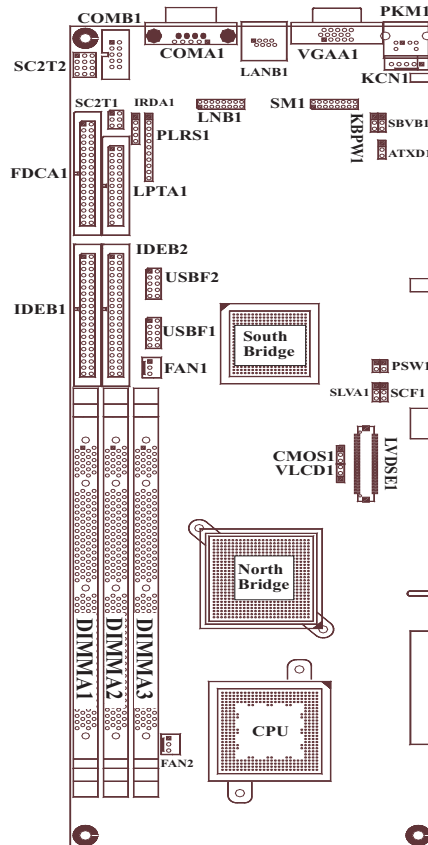 COMB1
PKM1
SC2T2
COMA1
LANB1
VGAA1
KCN1
SC2T1
IRDA1
LNB1
SM1
KBPW1
SBVB1
PLRS1
ATXD1
FDCA1
LPTA1
IDEB2
USBF2
IDEB1
USBF1
South
Bridge
FAN1
PSW1
SLVA1
SCF1
LVDSE1
CMOS1
VLCD1
North
Bridge
DIMMA1
DIMMA2
DIMMA3
CPU
FAN2